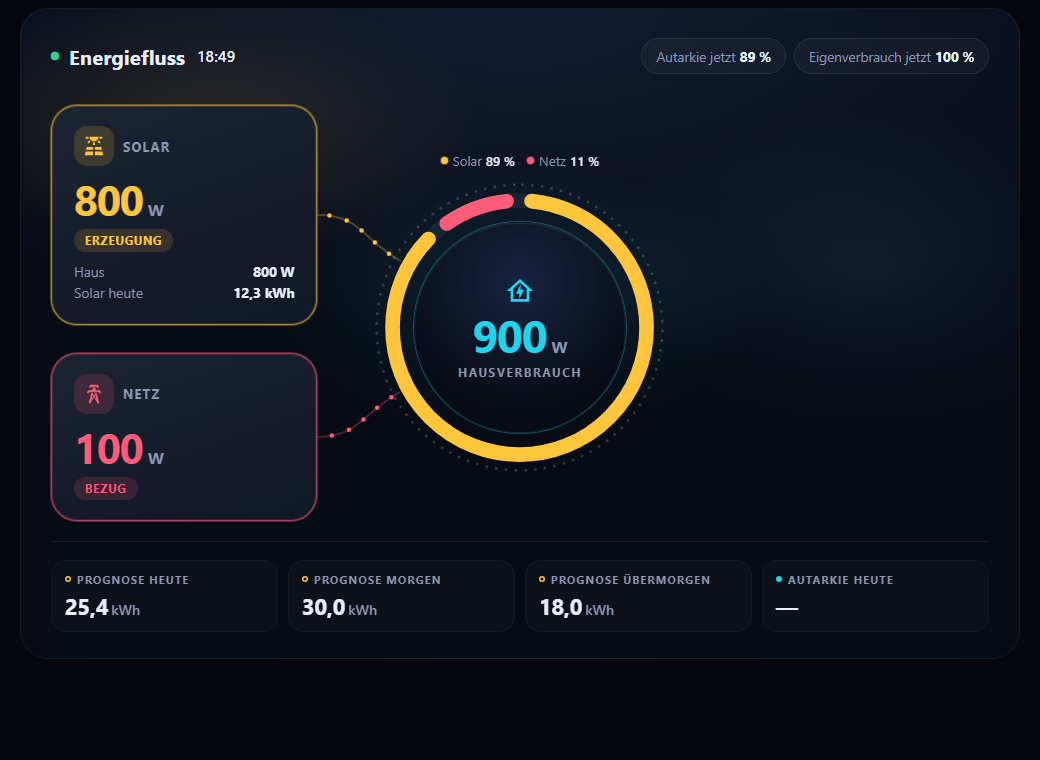 Energiefluss 18:49
Autarkie jetzt 89 %
Eigenverbrauch jetzt 100 %
SOLAR
800 W
ERZEUGUNG
Haus 800 W
Solar heute 12,3 kWh
Solar 89 % Netz 11 %
900 W
HAUSVERBRAUCH
NETZ
100 W
BEZUG
PROGNOSE HEUTE
25,4 kWh
PROGNOSE MORGEN
30,0 kWh
PROGNOSE ÜBERMORGEN
18,0 kWh
AUTARKIE HEUTE
—